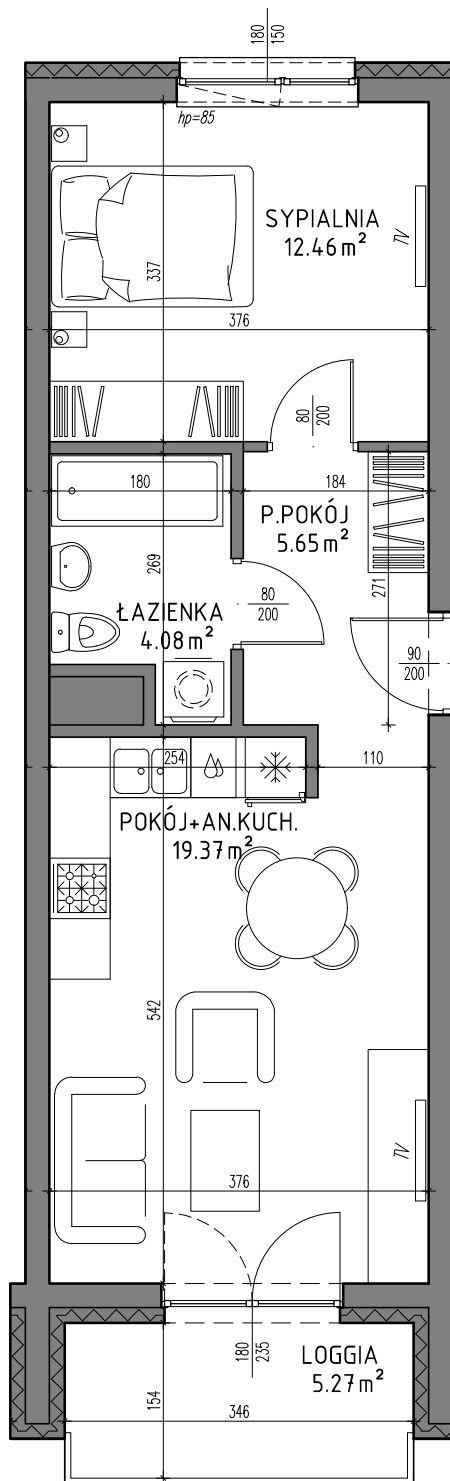 180
150
hp=85
SYPIALNIA
12.46 m²
TV
337
376
80
200
180
184
P.POKÓJ
5.65 m²
269
271
80
200
ŁAZIENKA
4.08 m²
90
200
254
110
POKÓJ+AN.KUCH.
19.37 m²
542
TV
376
180
235
LOGGIA
5.27 m²
154
346